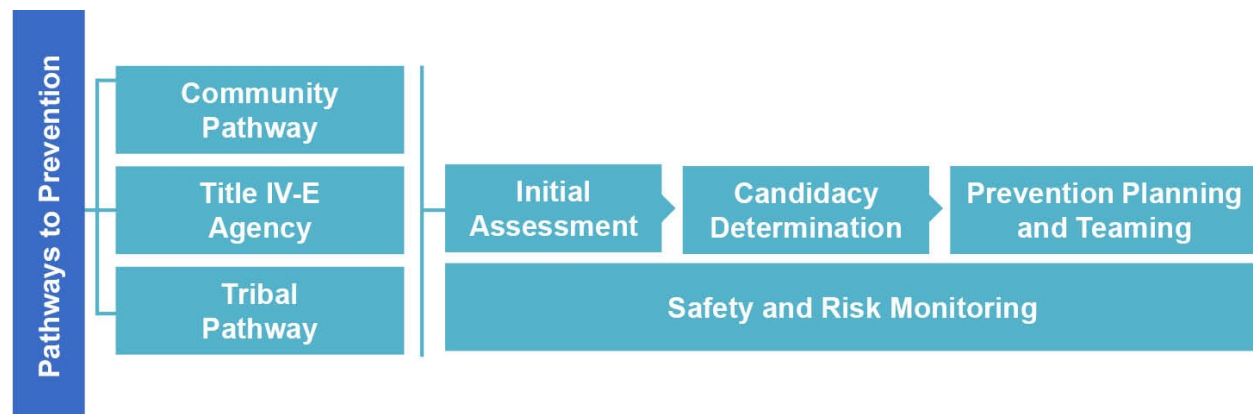 Pathways to Prevention
Community
Pathway
Title IV-E
Agency
Tribal
Pathway
Initial
Assessment
Candidacy
Determination
Prevention Planning
and Teaming
Safety and Risk Monitoring